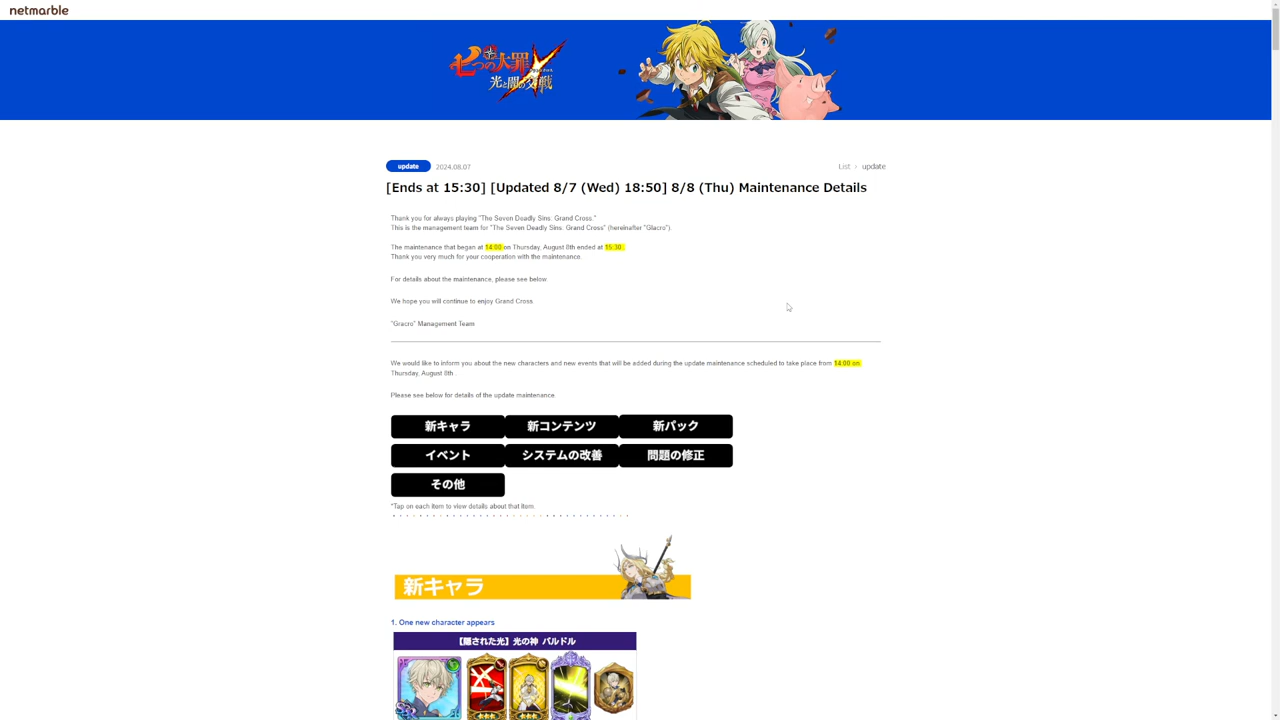 netmarble
七つの大罪
光と闇の交戦
update 2024.08.07 List > update
[Ends at 15:30] [Updated 8/7 (Wed) 18:50] 8/8 (Thu) Maintenance Details
Thank you for always playing "The Seven Deadly Sins: Grand Cross."
This is the management team for "The Seven Deadly Sins: Grand Cross" (hereinafter "Glacro").
The maintenance that began at 14:00 on Thursday, August 8th ended at 15:30 .
Thank you very much for your cooperation with the maintenance.
For details about the maintenance, please see below.
We hope you will continue to enjoy Grand Cross.
"Gracro" Management Team
We would like to inform you about the new characters and new events that will be added during the update maintenance scheduled to take place from 14:00 on
Thursday, August 8th .
Please see below for details of the update maintenance.
新キャラ 新コンテンツ 新パック
イベント システムの改善 問題の修正
その他
*Tap on each item to view details about that item.
新キャラ
1. One new character appears
【隠された光】光の神 バルドル